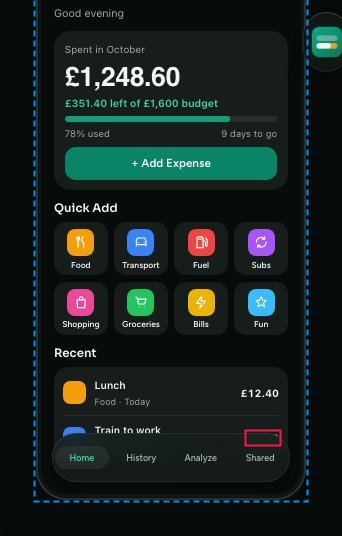 Good evening
Spent in October
£1,248.60
£351.40 left of £1,600 budget
78% used
9 days to go
+ Add Expense
Quick Add
Food
Transport
Fuel
Subs
Shopping
Groceries
Bills
Fun
Recent
Lunch
£12.40
Food · Today
Train to work
Home
History
Analyze
Shared